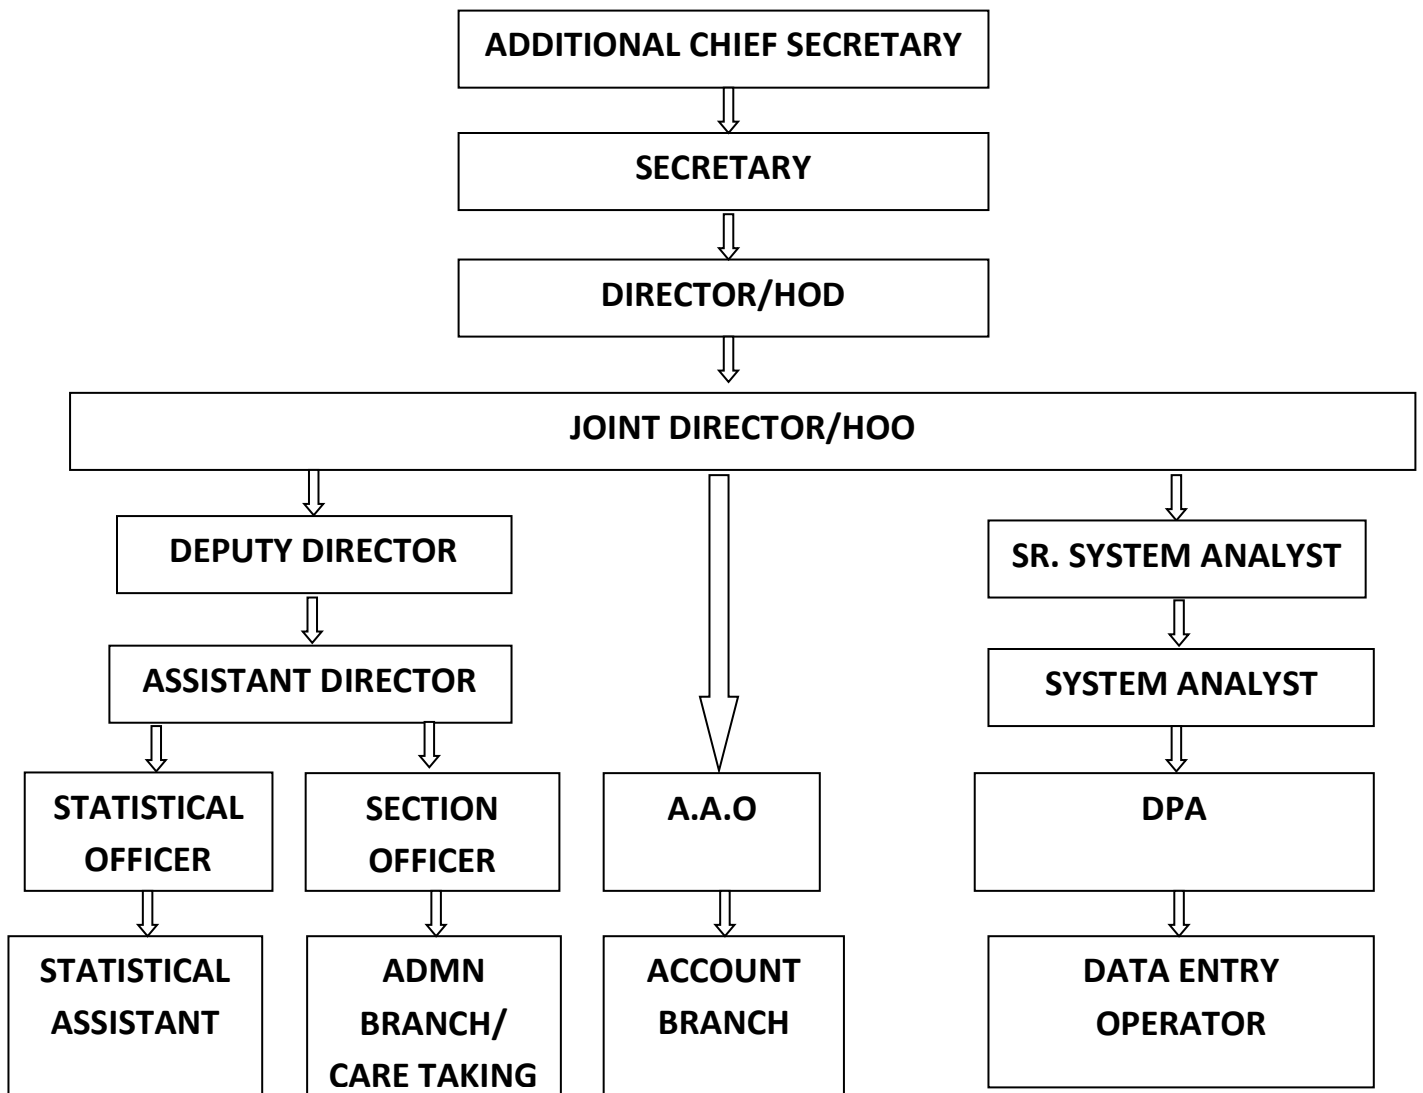 ADDITIONAL CHIEF SECRETARY
SECRETARY
DIRECTOR/HOD
JOINT DIRECTOR/HOO
DEPUTY DIRECTOR
SR. SYSTEM ANALYST
ASSISTANT DIRECTOR
SYSTEM ANALYST
STATISTICAL
OFFICER
SECTION
OFFICER
A.A.O
DPA
STATISTICAL
ASSISTANT
ADMN
BRANCH/
CARE TAKING
ACCOUNT
BRANCH
DATA ENTRY
OPERATOR